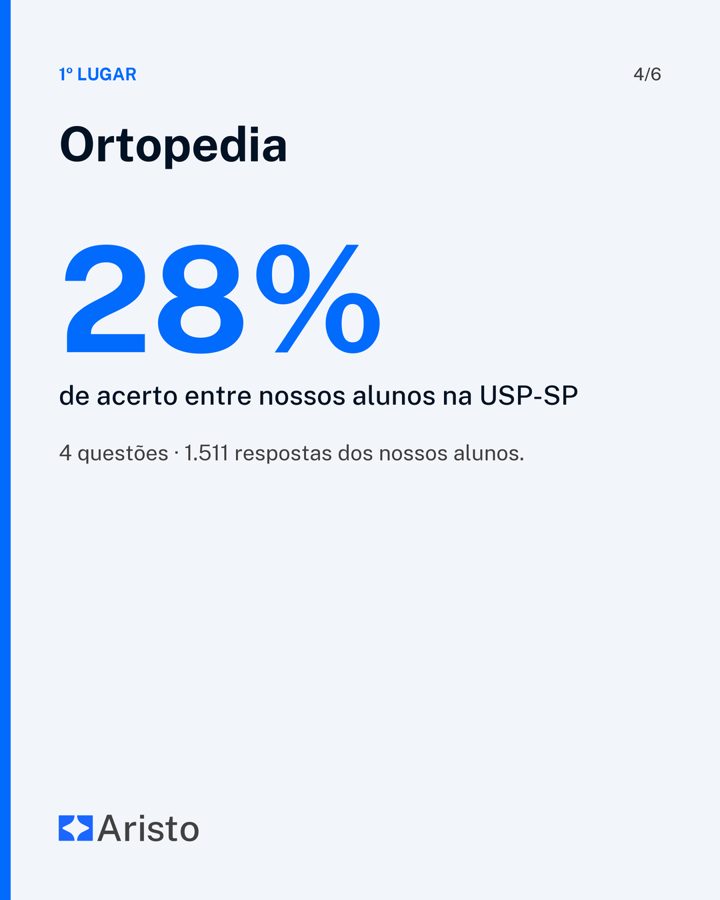 1º LUGAR
4/6
Ortopedia
28%
de acerto entre nossos alunos na USP-SP
4 questões · 1.511 respostas dos nossos alunos.
Aristo